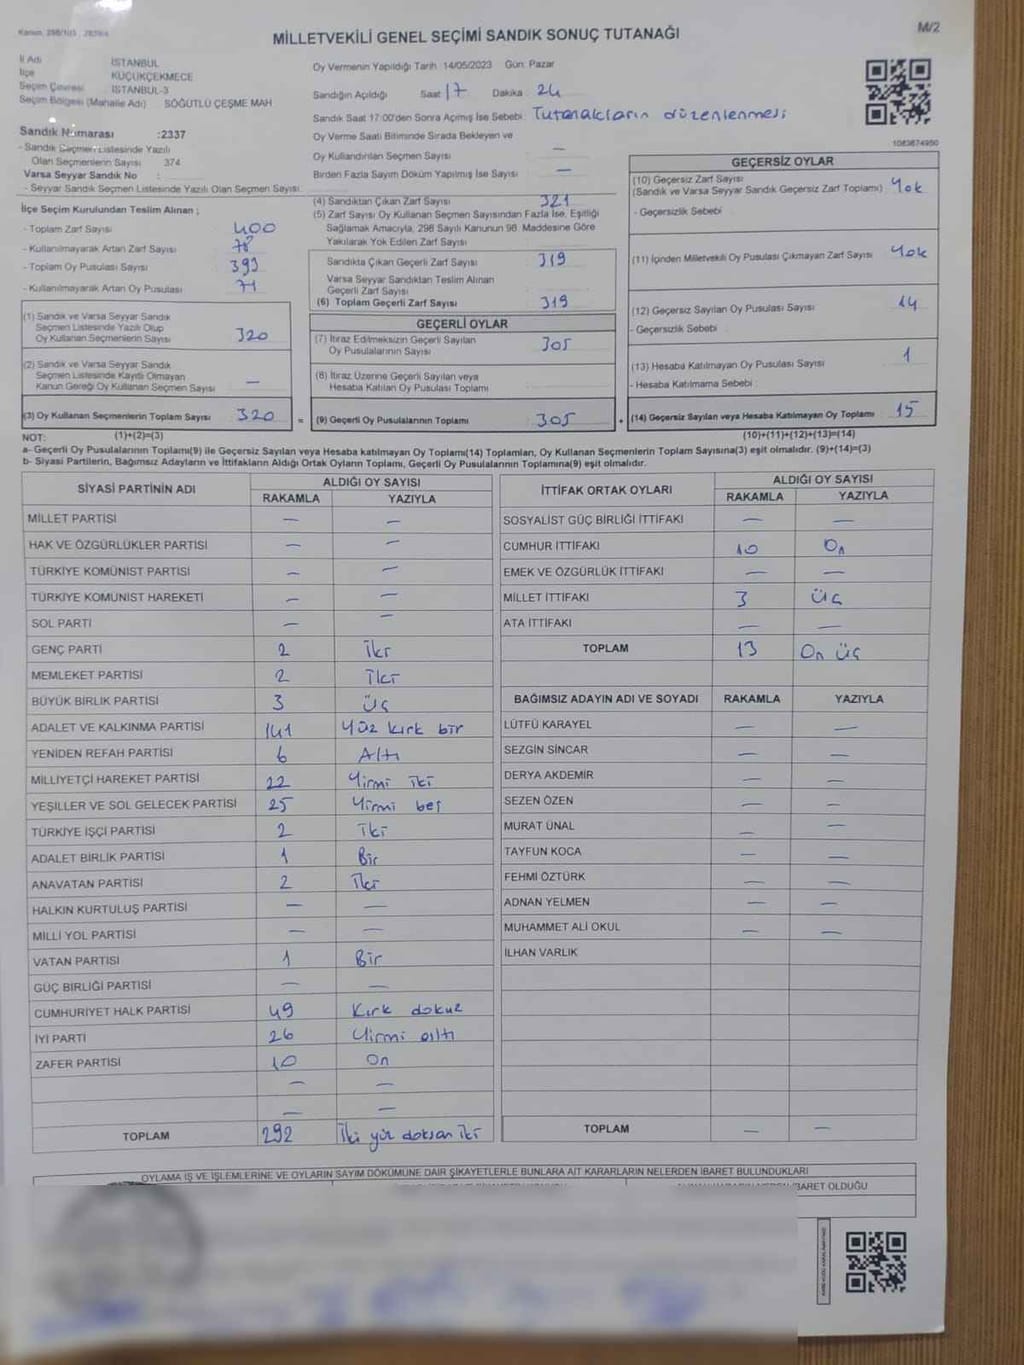 M/2
MİLLETVEKİLİ GENEL SEÇİMİ SANDIK SONUÇ TUTANAĞI
İl Adı İSTANBUL
İlçe KÜÇÜKÇEKMECE
Seçim Çevresi İSTANBUL-3
Seçim Bölgesi (Mahalle Adı) SÖĞÜTLÜ ÇEŞME MAH
Sandık Numarası :2337
- Sandık Seçmen Listesinde Yazılı
Olan Seçmenlerin Sayısı 374
Varsa Seyyar Sandık No :
- Seyyar Sandık Seçmen Listesinde Yazılı Olan Seçmen Sayısı
Oy Vermenin Yapıldığı Tarih 14/05/2023 Gün: Pazar
Sandığın Açıldığı Saat 17 Dakika 24
Sandık Saat 17:00'den Sonra Açılmış İse Sebebi Tutanakların düzenlenmesi
Oy Verme Saati Bitiminde Sırada Bekleyen ve
Oy Kullandırılan Seçmen Sayısı —
Birden Fazla Sayım Döküm Yapılmış İse Sayısı —
1083674950
İlçe Seçim Kurulundan Teslim Alınan ;
- Toplam Zarf Sayısı 400
- Kullanılmayarak Artan Zarf Sayısı 78
- Toplam Oy Pusulası Sayısı 393
- Kullanılmayarak Artan Oy Pusulası 71
(4) Sandıktan Çıkan Zarf Sayısı 321
(5) Zarf Sayısı Oy Kullanan Seçmen Sayısından Fazla İse, Eşitliği
Sağlamak Amacıyla, 298 Sayılı Kanunun 98. Maddesine Göre
Yakılarak Yok Edilen Zarf Sayısı
Sandıkta Çıkan Geçerli Zarf Sayısı 319
Varsa Seyyar Sandıktan Teslim Alınan
Geçerli Zarf Sayısı
(6) Toplam Geçerli Zarf Sayısı 319
GEÇERSİZ OYLAR
(10) Geçersiz Zarf Sayısı
(Sandık ve Varsa Seyyar Sandık Geçersiz Zarf Toplamı) Yok
- Geçersizlik Sebebi
(11) İçinden Milletvekili Oy Pusulası Çıkmayan Zarf Sayısı Yok
(12) Geçersiz Sayılan Oy Pusulası Sayısı 14
- Geçersizlik Sebebi
(13) Hesaba Katılmayan Oy Pusulası Sayısı 1
- Hesaba Katılmama Sebebi
(14) Geçersiz Sayılan veya Hesaba Katılmayan Oy Toplamı 15
(10)+(11)+(12)+(13)=(14)
(1) Sandık ve Varsa Seyyar Sandık
Seçmen Listesinde Yazılı Olup
Oy Kullanan Seçmenlerin Sayısı 320
(2) Sandık ve Varsa Seyyar Sandık
Seçmen Listesinde Kayıtlı Olmayan
Kanun Gereği Oy Kullanan Seçmen Sayısı —
(3) Oy Kullanan Seçmenlerin Toplam Sayısı 320 =
GEÇERLİ OYLAR
(7) İtiraz Edilmeksizin Geçerli Sayılan
Oy Pusulalarının Sayısı 305
(8) İtiraz Üzerine Geçerli Sayılan veya
Hesaba Katılan Oy Pusulası Toplamı
(9) Geçerli Oy Pusulalarının Toplamı 305 +
NOT: (1)+(2)=(3)
a- Geçerli Oy Pusulalarının Toplamı(9) ile Geçersiz Sayılan veya Hesaba katılmayan Oy Toplamı(14) Toplamları, Oy Kullanan Seçmenlerin Toplam Sayısına(3) eşit olmalıdır. (9)+(14)=(3)
b- Siyasi Partilerin, Bağımsız Adayların ve İttifakların Aldığı Ortak Oyların Toplamı, Geçerli Oy Pusulalarının Toplamına(9) eşit olmalıdır.
SİYASİ PARTİNİN ADI ALDIĞI OY SAYISI
RAKAMLA YAZIYLA
MİLLET PARTİSİ — —
HAK VE ÖZGÜRLÜKLER PARTİSİ — —
TÜRKİYE KOMÜNİST PARTİSİ — —
TÜRKİYE KOMÜNİST HAREKETİ — —
SOL PARTİ — —
GENÇ PARTİ 2 İki
MEMLEKET PARTİSİ 2 İki
BÜYÜK BİRLİK PARTİSİ 3 Üç
ADALET VE KALKINMA PARTİSİ 141 Yüz kırk bir
YENİDEN REFAH PARTİSİ 6 Altı
MİLLİYETÇİ HAREKET PARTİSİ 22 Yirmi iki
YEŞİLLER VE SOL GELECEK PARTİSİ 25 Yirmi beş
TÜRKİYE İŞÇİ PARTİSİ 2 İki
ADALET BİRLİK PARTİSİ 1 Bir
ANAVATAN PARTİSİ 2 İki
HALKIN KURTULUŞ PARTİSİ — —
MİLLİ YOL PARTİSİ — —
VATAN PARTİSİ 1 Bir
GÜÇ BİRLİĞİ PARTİSİ — —
CUMHURİYET HALK PARTİSİ 49 Kırk dokuz
İYİ PARTİ 26 Yirmi altı
ZAFER PARTİSİ 10 On
— —
— —
TOPLAM 292 İki yüz doksan iki
İTTİFAK ORTAK OYLARI ALDIĞI OY SAYISI
RAKAMLA YAZIYLA
SOSYALİST GÜÇ BİRLİĞİ İTTİFAKI — —
CUMHUR İTTİFAKI 10 On
EMEK VE ÖZGÜRLÜK İTTİFAKI — —
MİLLET İTTİFAKI 3 Üç
ATA İTTİFAKI — —
TOPLAM 13 On üç
BAĞIMSIZ ADAYIN ADI VE SOYADI RAKAMLA YAZIYLA
LÜTFÜ KARAYEL — —
SEZGİN SİNCAR — —
DERYA AKDEMİR — —
SEZEN ÖZEN — —
MURAT ÜNAL — —
TAYFUN KOCA — —
FEHMİ ÖZTÜRK — —
ADNAN YELMEN — —
MUHAMMET ALİ OKUL — —
İLHAN VARLIK
TOPLAM — —
OYLAMA İŞ VE İŞLEMLERİNE VE OYLARIN SAYIM DÖKÜMÜNE DAİR ŞİKAYETLERLE BUNLARA AİT KARARLARIN NELERDEN İBARET BULUNDUKLARI
İBARET OLDUĞU